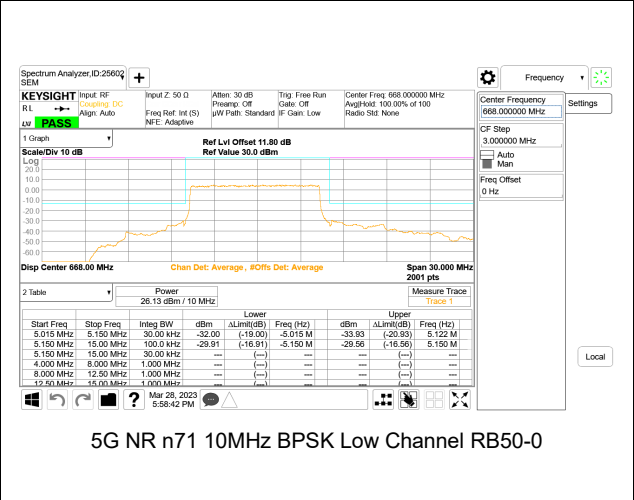 Spectrum Analyzer,ID:25602
SEM
Frequency
KEYSIGHT
R L
PASS
Input: RF
Coupling: DC
Align: Auto
Input Z: 50 Ω
Freq Ref: Int (S)
NFE: Adaptive
Atten: 30 dB
Preamp: Off
µW Path: Standard
Trig: Free Run
Gate: Off
IF Gain: Low
Center Freq: 668.000000 MHz
Avg|Hold: 100.00% of 100
Radio Std: None
Center Frequency
668.000000 MHz
Settings
CF Step
3.000000 MHz
Auto
Man
Freq Offset
0 Hz
Local
1 Graph
Scale/Div 10 dB
Ref Lvl Offset 11.80 dB
Ref Value 30.0 dBm
Log
20.0
10.0
0.00
-10.0
-20.0
-30.0
-40.0
-50.0
-60.0
Disp Center 668.00 MHz
Chan Det: Average, #Offs Det: Average
Span 30.000 MHz
2001 pts
2 Table
Power
26.13 dBm / 10 MHz
Measure Trace
Trace 1
Lower Upper
Start Freq Stop Freq Integ BW dBm ΔLimit(dB) Freq (Hz) dBm ΔLimit(dB) Freq (Hz)
5.015 MHz 5.150 MHz 30.00 kHz -32.00 (-19.00) -5.015 M -33.93 (-20.93) 5.122 M
5.150 MHz 15.00 MHz 100.0 kHz -29.91 (-16.91) -5.150 M -29.56 (-16.56) 5.150 M
5.150 MHz 15.00 MHz 30.00 kHz --- (---) --- --- (---) ---
4.000 MHz 8.000 MHz 1.000 MHz --- (---) --- --- (---) ---
8.000 MHz 12.50 MHz 1.000 MHz --- (---) --- --- (---) ---
12.50 MHz 15.00 MHz 1.000 MHz --- (---) --- --- (---) ---
Mar 28, 2023
5:58:42 PM
5G NR n71 10MHz BPSK Low Channel RB50-0